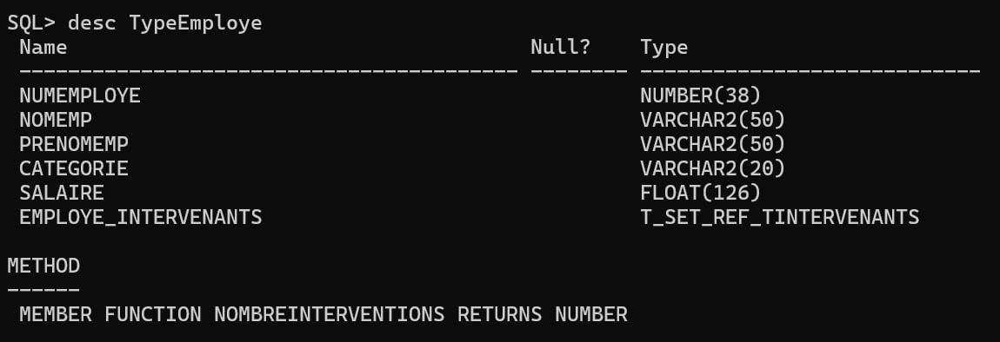 SQL> desc TypeEmploye
Name Null? Type
----------------------------------------- -------- ----------------------------
NUMEMPLOYE NUMBER(38)
NOMEMP VARCHAR2(50)
PRENOMEMP VARCHAR2(50)
CATEGORIE VARCHAR2(20)
SALAIRE FLOAT(126)
EMPLOYE_INTERVENANTS T_SET_REF_TINTERVENANTS
METHOD
------
MEMBER FUNCTION NOMBREINTERVENTIONS RETURNS NUMBER